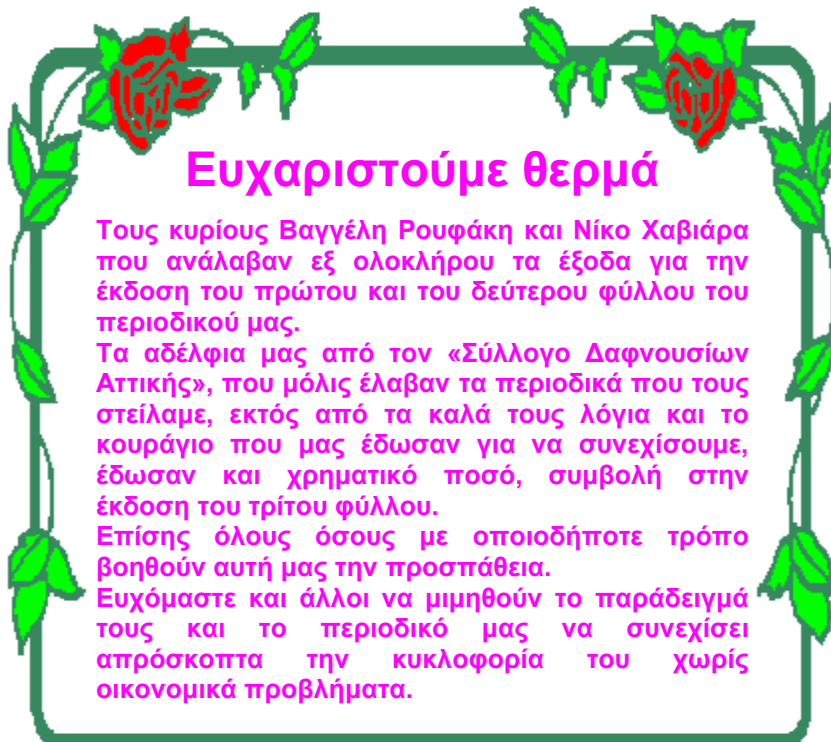 Ευχαριστούμε θερμά
Τους κυρίους Βαγγέλη Ρουφάκη και Νίκο Χαβιάρα
που ανάλαβαν εξ ολοκλήρου τα έξοδα για την
έκδοση του πρώτου και του δεύτερου φύλλου του
περιοδικού μας.
Τα αδέλφια μας από τον «Σύλλογο Δαφνουσίων
Αττικής», που μόλις έλαβαν τα περιοδικά που τους
στείλαμε, εκτός από τα καλά τους λόγια και το
κουράγιο που μας έδωσαν για να συνεχίσουμε,
έδωσαν και χρηματικό ποσό, συμβολή στην
έκδοση του τρίτου φύλλου.
Επίσης όλους όσους με οποιοδήποτε τρόπο
βοηθούν αυτή μας την προσπάθεια.
Ευχόμαστε και άλλοι να μιμηθούν το παράδειγμά
τους και το περιοδικό μας να συνεχίσει
απρόσκοπτα την κυκλοφορία του χωρίς
οικονομικά προβλήματα.